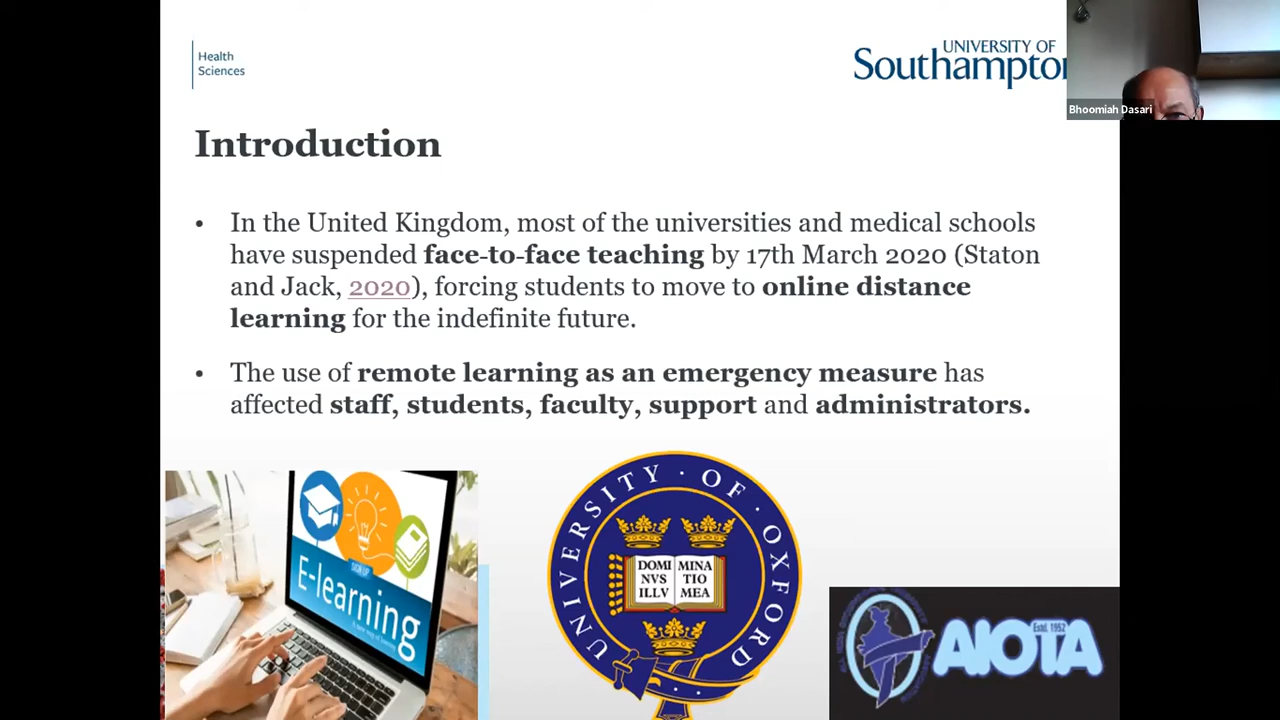 Health
Sciences
UNIVERSITY OF
Southampton
Bhoomiah Dasari
Introduction
• In the United Kingdom, most of the universities and medical schools
have suspended face-to-face teaching by 17th March 2020 (Staton
and Jack, 2020), forcing students to move to online distance
learning for the indefinite future.
• The use of remote learning as an emergency measure has
affected staff, students, faculty, support and administrators.
SIGN UP
E-learning
UNIVERSITY · OF · OXFORD
DOMI MINA
NVS TIO
ILLV MEA
Estd. 1952
AIOTA